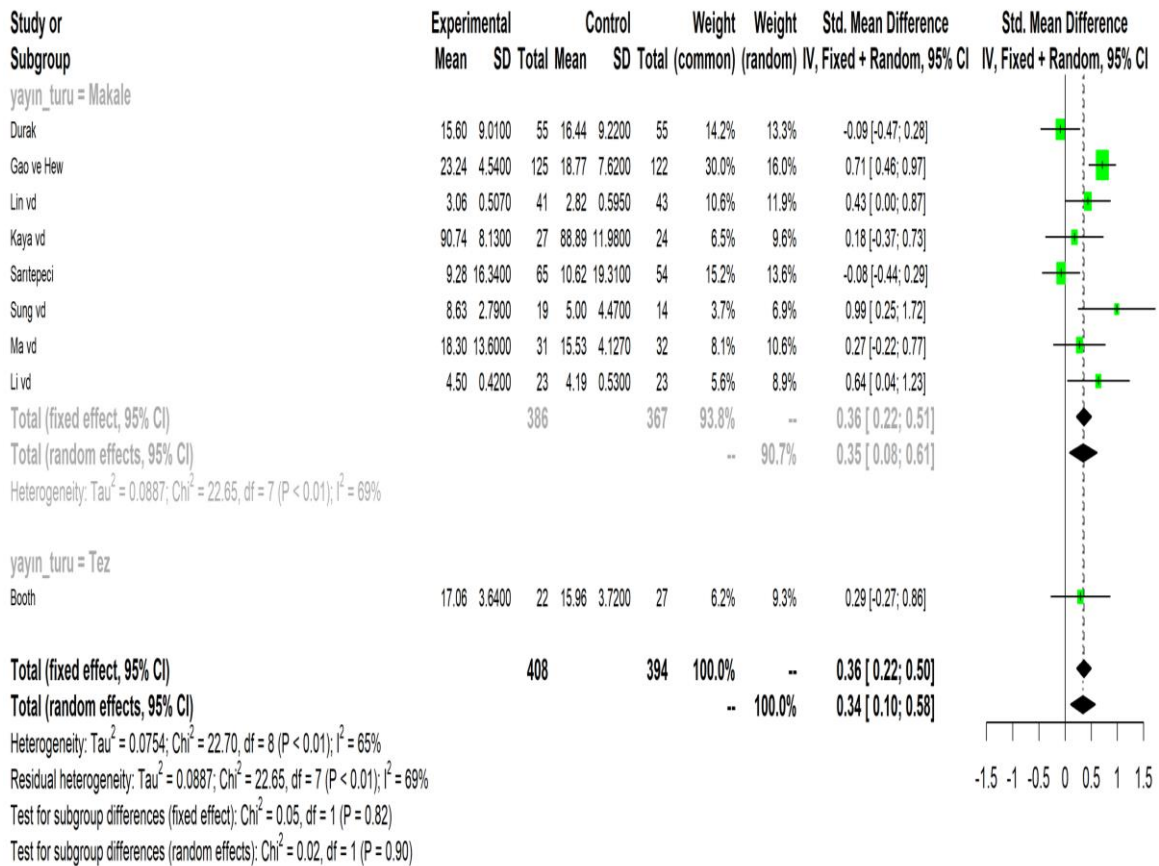 Study or Experimental Control Weight Weight Std. Mean Difference Std. Mean Difference
Subgroup Mean SD Total Mean SD Total (common) (random) IV, Fixed + Random, 95% CI IV, Fixed + Random, 95% CI
yayın_turu = Makale
Durak 15.60 9.0100 55 16.44 9.2200 55 14.2% 13.3% -0.09 [-0.47; 0.28]
Gao ve Hew 23.24 4.5400 125 18.77 7.6200 122 30.0% 16.0% 0.71 [ 0.46; 0.97]
Lin vd 3.06 0.5070 41 2.82 0.5950 43 10.6% 11.9% 0.43 [ 0.00; 0.87]
Kaya vd 90.74 8.1300 27 88.89 11.9800 24 6.5% 9.6% 0.18 [-0.37; 0.73]
Sarıtepeci 9.28 16.3400 65 10.62 19.3100 54 15.2% 13.6% -0.08 [-0.44; 0.29]
Sung vd 8.63 2.7900 19 5.00 4.4700 14 3.7% 6.9% 0.99 [ 0.25; 1.72]
Ma vd 18.30 13.6000 31 15.53 4.1270 32 8.1% 10.6% 0.27 [-0.22; 0.77]
Li vd 4.50 0.4200 23 4.19 0.5300 23 5.6% 8.9% 0.64 [ 0.04; 1.23]
Total (fixed effect, 95% CI) 386 367 93.8% -- 0.36 [ 0.22; 0.51]
Total (random effects, 95% CI) -- 90.7% 0.35 [ 0.08; 0.61]
Heterogeneity: Tau² = 0.0887; Chi² = 22.65, df = 7 (P < 0.01); I² = 69%
yayın_turu = Tez
Booth 17.06 3.6400 22 15.96 3.7200 27 6.2% 9.3% 0.29 [-0.27; 0.86]
Total (fixed effect, 95% CI) 408 394 100.0% -- 0.36 [ 0.22; 0.50]
Total (random effects, 95% CI) -- 100.0% 0.34 [ 0.10; 0.58]
Heterogeneity: Tau² = 0.0754; Chi² = 22.70, df = 8 (P < 0.01); I² = 65%
Residual heterogeneity: Tau² = 0.0887; Chi² = 22.65, df = 7 (P < 0.01); I² = 69%
-1.5 -1 -0.5 0 0.5 1 1.5
Test for subgroup differences (fixed effect): Chi² = 0.05, df = 1 (P = 0.82)
Test for subgroup differences (random effects): Chi² = 0.02, df = 1 (P = 0.90)